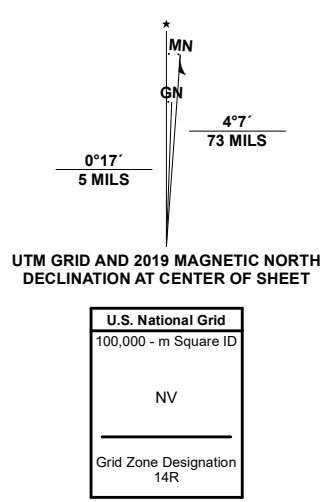 ★
MN
GN
4°7´
73 MILS
0°17´
5 MILS
UTM GRID AND 2019 MAGNETIC NORTH
DECLINATION AT CENTER OF SHEET
U.S. National Grid
100,000 - m Square ID
NV
Grid Zone Designation
14R